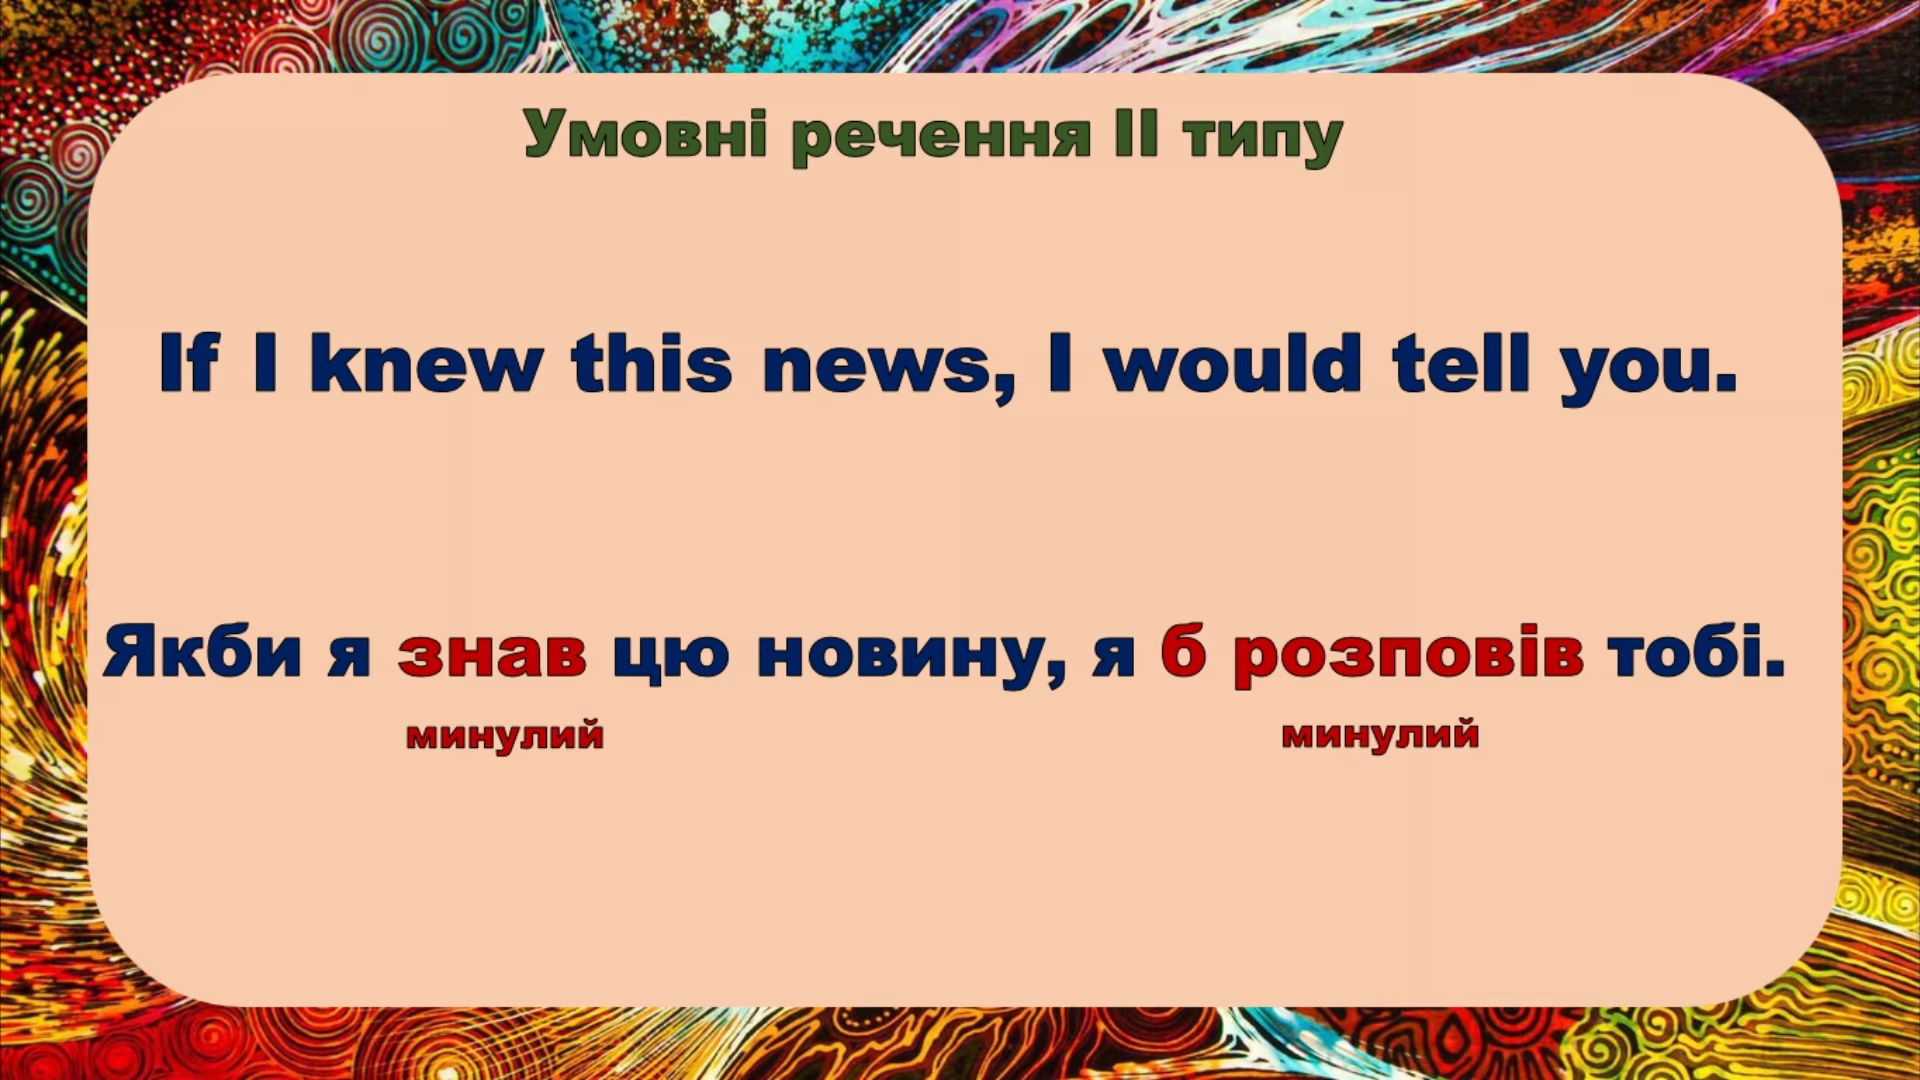 Умовні речення II типу
If I knew this news, I would tell you.
Якби я знав цю новину, я б розповів тобі.
минулий минулий